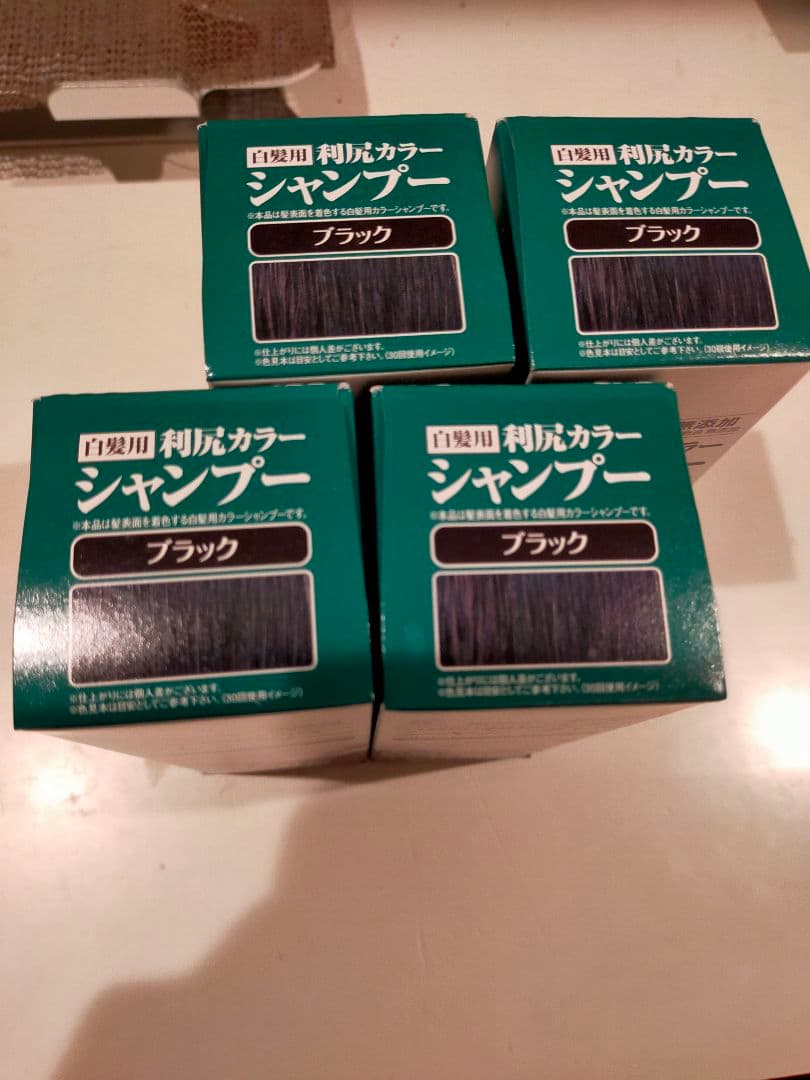 白髪用 利尻カラー
シャンプー
※本品は髪表面を着色する白髪用カラーシャンプーです。
ブラック
※仕上がりには個人差がございます。
※色見本は目安としてご参考下さい。(30回使用イメージ)
白髪用 利尻カラー
シャンプー
※本品は髪表面を着色する白髪用カラーシャンプーです。
ブラック
※仕上がりには個人差がございます。
※色見本は目安としてご参考下さい。(30回使用イメージ)
無添加
ラー
白髪用 利尻カラー
シャンプー
※本品は髪表面を着色する白髪用カラーシャンプーです。
ブラック
※仕上がりには個人差がございます。
※色見本は目安としてご参考下さい。(30回使用イメージ)
白髪用 利尻カラー
シャンプー
※本品は髪表面を着色する白髪用カラーシャンプーです。
ブラック
※仕上がりには個人差がございます。
※色見本は目安としてご参考下さい。(30回使用イメージ)